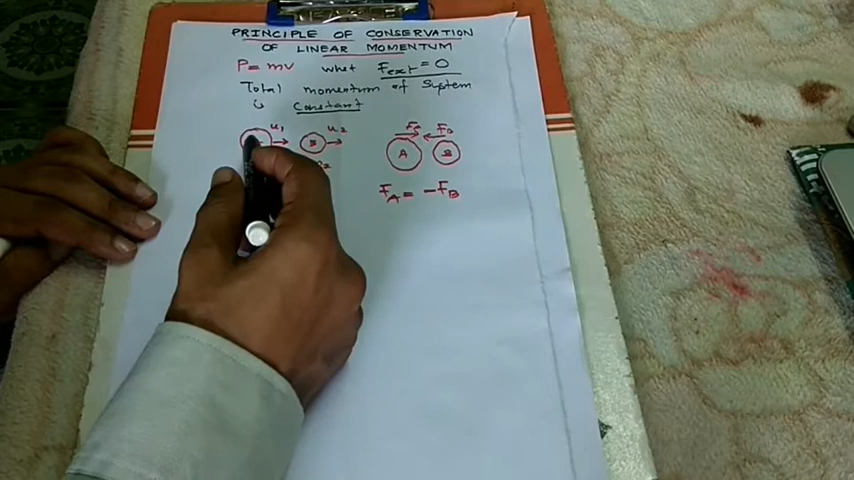 PRINCIPLE OF CONSERVATION
OF LINEAR MOMENTUM
P = mv when Fext = 0
Total momentum of System
is Constant
u1 u2
B
FA FB
A B
FA = -FB